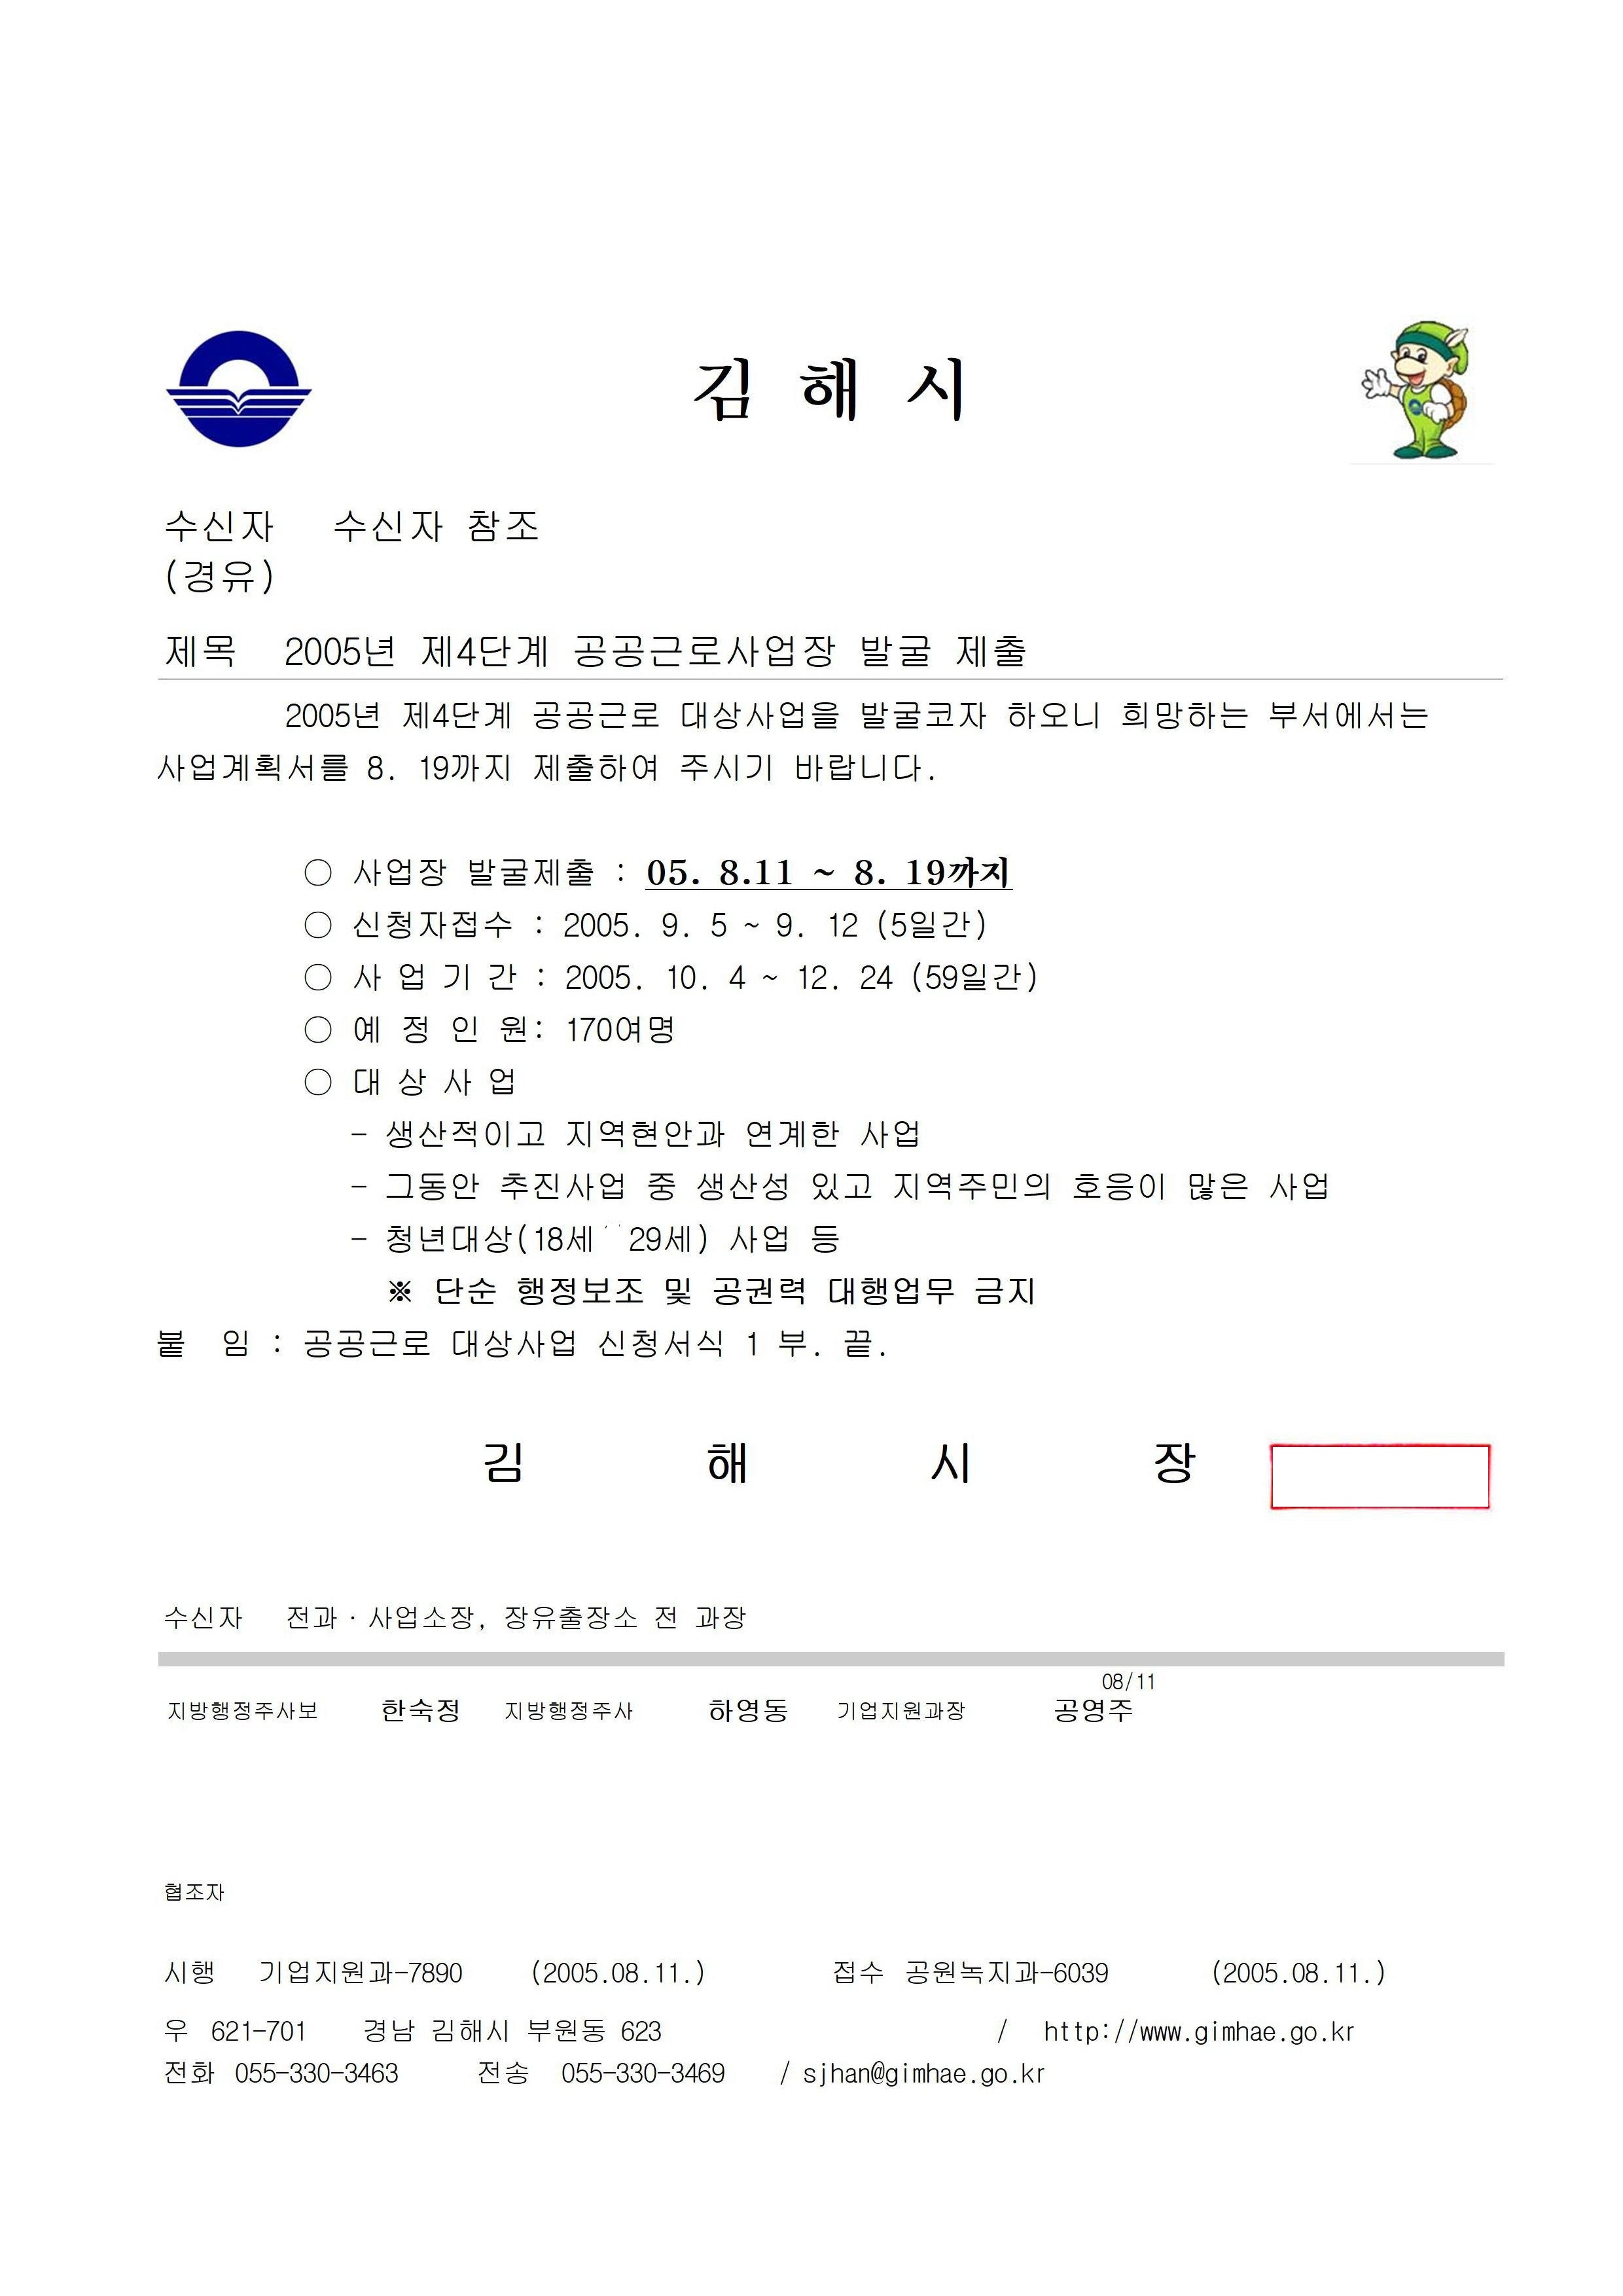 김 해 시
수신자 수신자 참조
(경유)
제목 2005년 제4단계 공공근로사업장 발굴 제출
2005년 제4단계 공공근로 대상사업을 발굴코자 하오니 희망하는 부서에서는
사업계획서를 8. 19까지 제출하여 주시기 바랍니다.
○ 사업장 발굴제출 : 05. 8.11 ~ 8. 19까지
○ 신청자접수 : 2005. 9. 5 ~ 9. 12 (5일간)
○ 사 업 기 간 : 2005. 10. 4 ~ 12. 24 (59일간)
○ 예 정 인 원: 170여명
○ 대 상 사 업
- 생산적이고 지역현안과 연계한 사업
- 그동안 추진사업 중 생산성 있고 지역주민의 호응이 많은 사업
- 청년대상(18세 29세) 사업 등
※ 단순 행정보조 및 공권력 대행업무 금지
붙 임 : 공공근로 대상사업 신청서식 1 부. 끝.
김 해 시 장
수신자 전과·사업소장, 장유출장소 전 과장
08/11
지방행정주사보 한숙정 지방행정주사 하영동 기업지원과장 공영주
협조자
시행 기업지원과-7890 (2005.08.11.) 접수 공원녹지과-6039 (2005.08.11.)
우 621-701 경남 김해시 부원동 623 / http://www.gimhae.go.kr
전화 055-330-3463 전송 055-330-3469 / sjhan@gimhae.go.kr